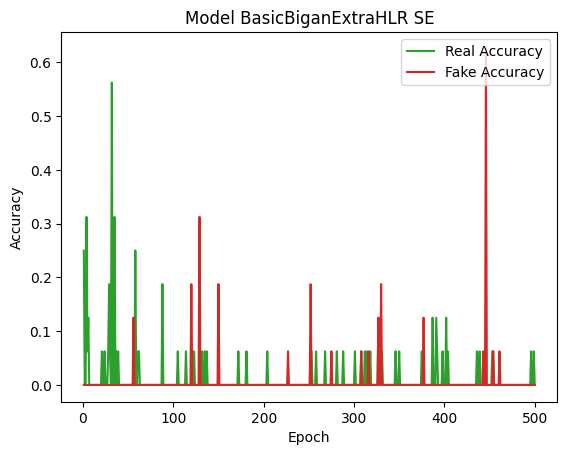 Model BasicBiganExtraHLR SE
Real Accuracy
Fake Accuracy
Accuracy
0.6
0.5
0.4
0.3
0.2
0.1
0.0
0 100 200 300 400 500
Epoch